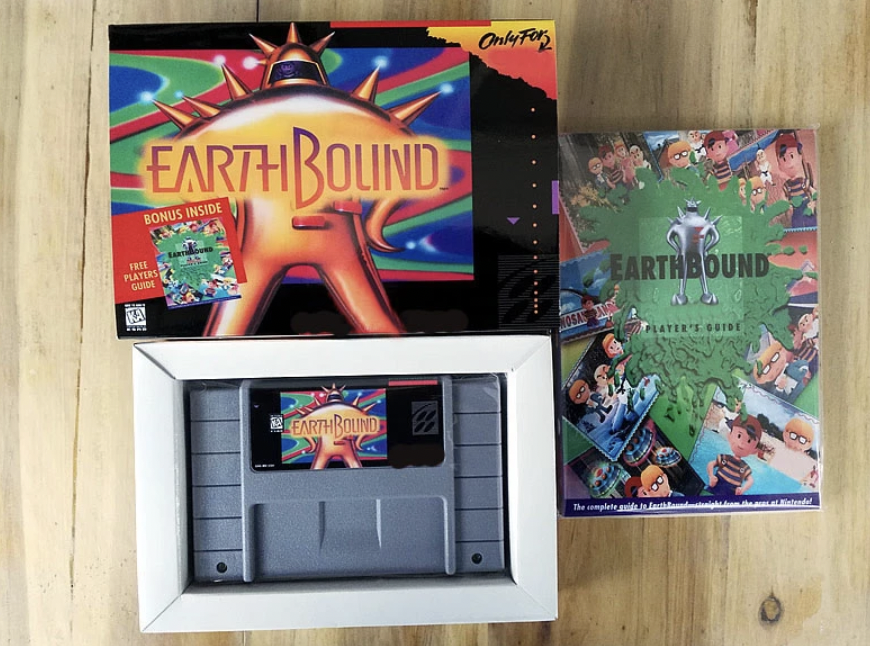 Only For
EARTHBOUND
BONUS INSIDE
EARTHBOUND
FREE
PLAYERS
GUIDE
K-A
EARTHBOUND
PLAYER'S GUIDE
The complete guide to EarthBound—straight from the pros at Nintendo!
EARTHBOUND